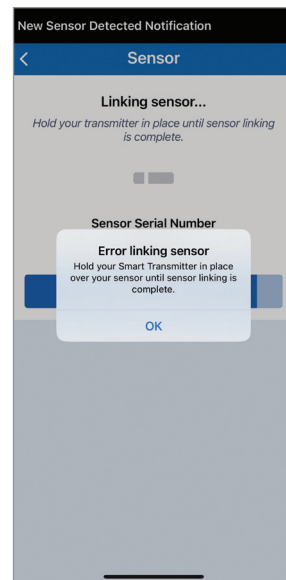 New Sensor Detected Notification
Sensor
Linking sensor...
Hold your transmitter in place until sensor linking
is complete.
Sensor Serial Number
Error linking sensor
Hold your Smart Transmitter in place
over your sensor until sensor linking is
complete.
OK